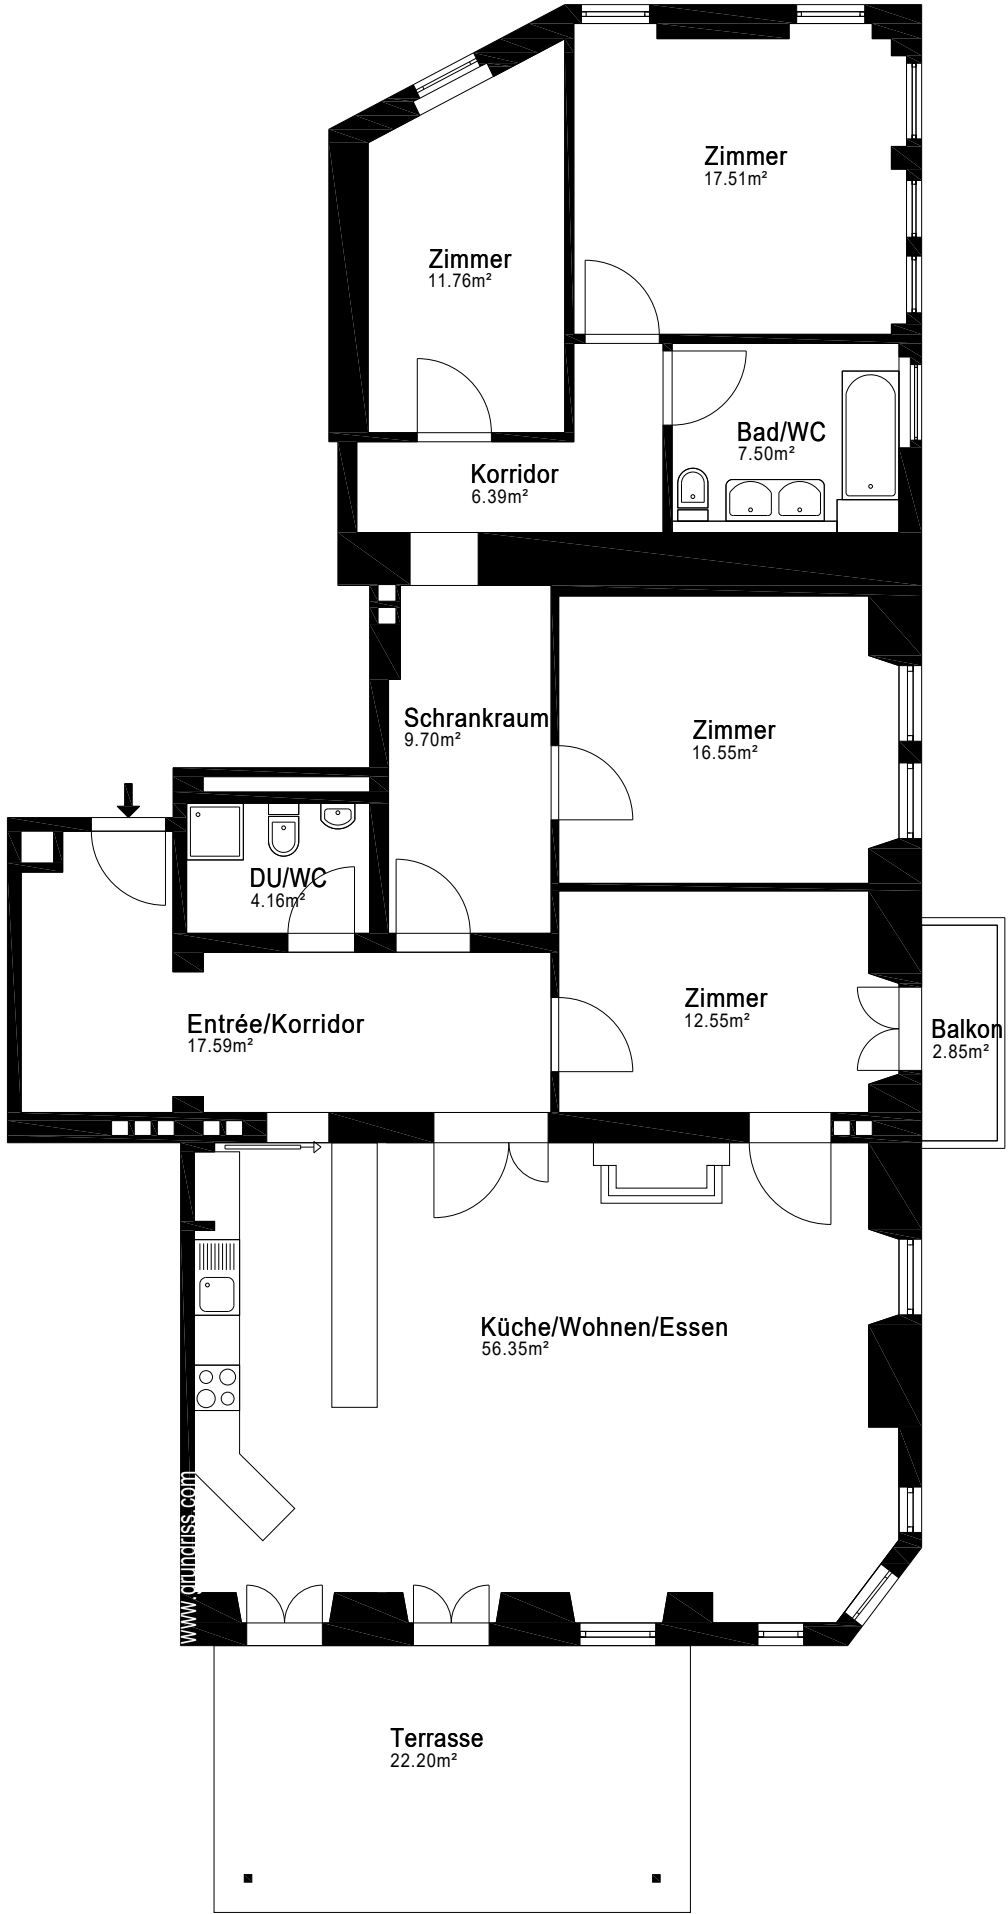 Zimmer
17.51m²
Zimmer
11.76m²
Bad/WC
7.50m²
Korridor
6.39m²
Schrankraum
9.70m²
Zimmer
16.55m²
DU/WC
4.16m²
Zimmer
12.55m²
Entrée/Korridor
17.59m²
Balkon
2.85m²
Küche/Wohnen/Essen
56.35m²
www.grundriss.com
Terrasse
22.20m²